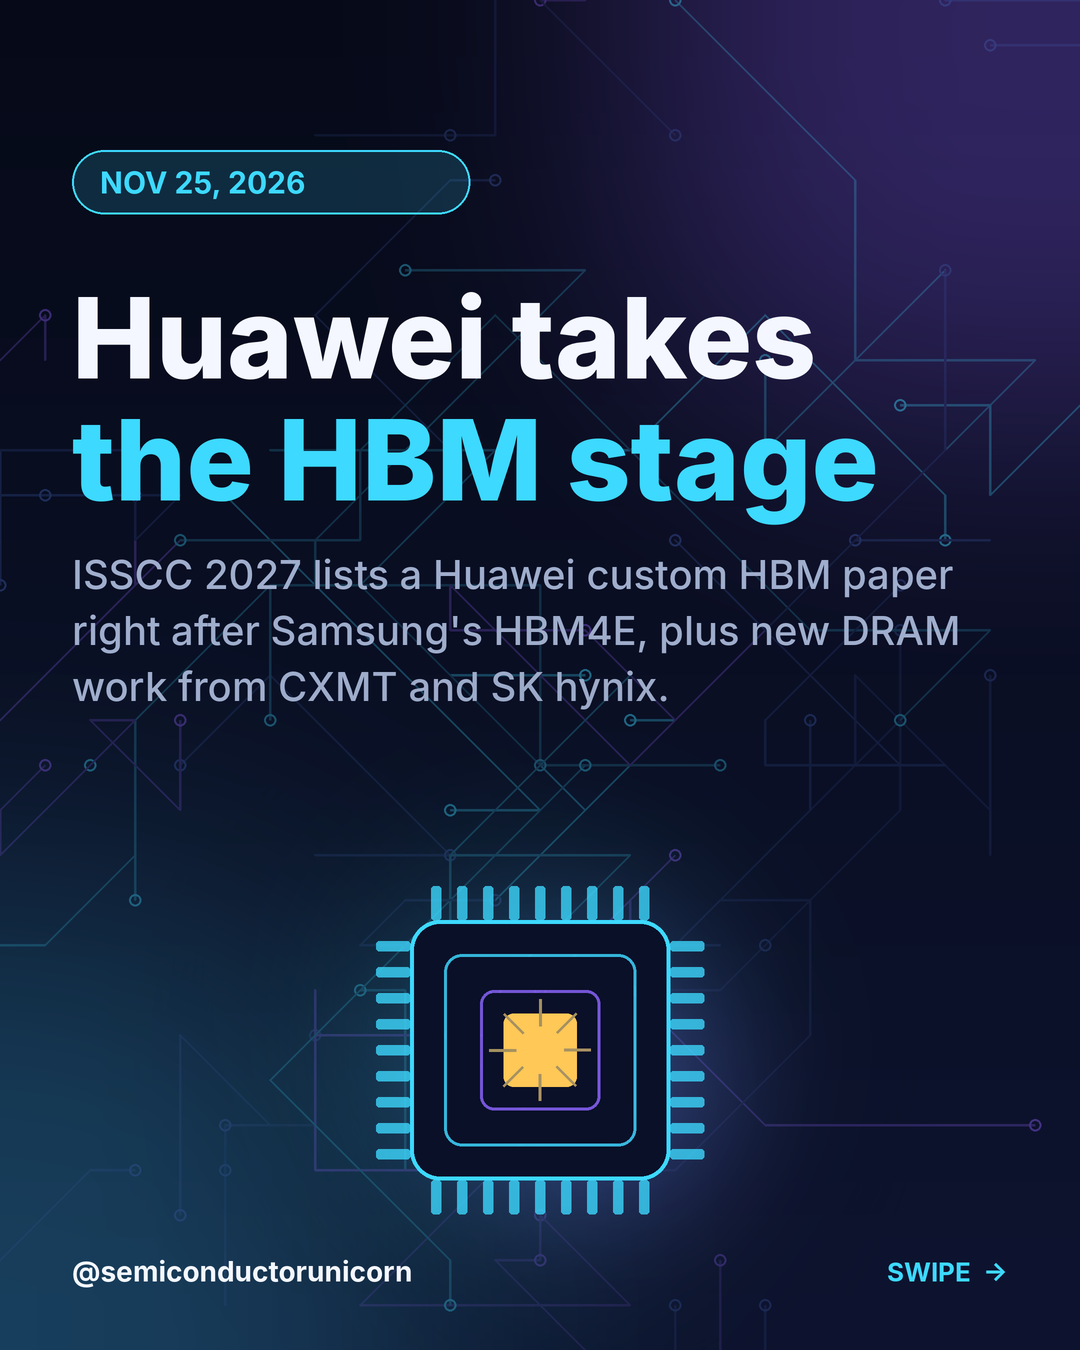 NOV 25, 2026
Huawei takes
the HBM stage
ISSCC 2027 lists a Huawei custom HBM paper
right after Samsung's HBM4E, plus new DRAM
work from CXMT and SK hynix.
@semiconductorunicorn
SWIPE →